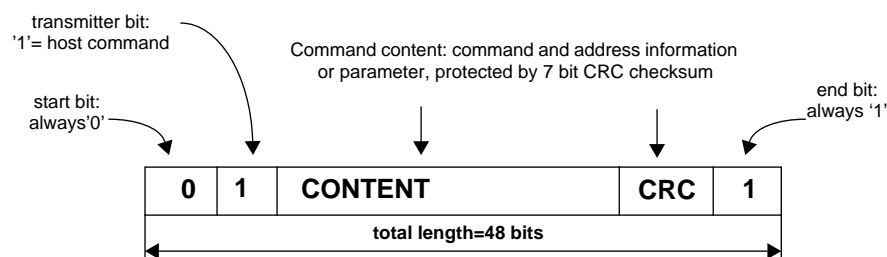 transmitter bit:
'1'= host command
Command content: command and address information
or parameter, protected by 7 bit CRC checksum
start bit:
always'0'
end bit:
always ‘1’
0 1 CONTENT CRC 1
total length=48 bits